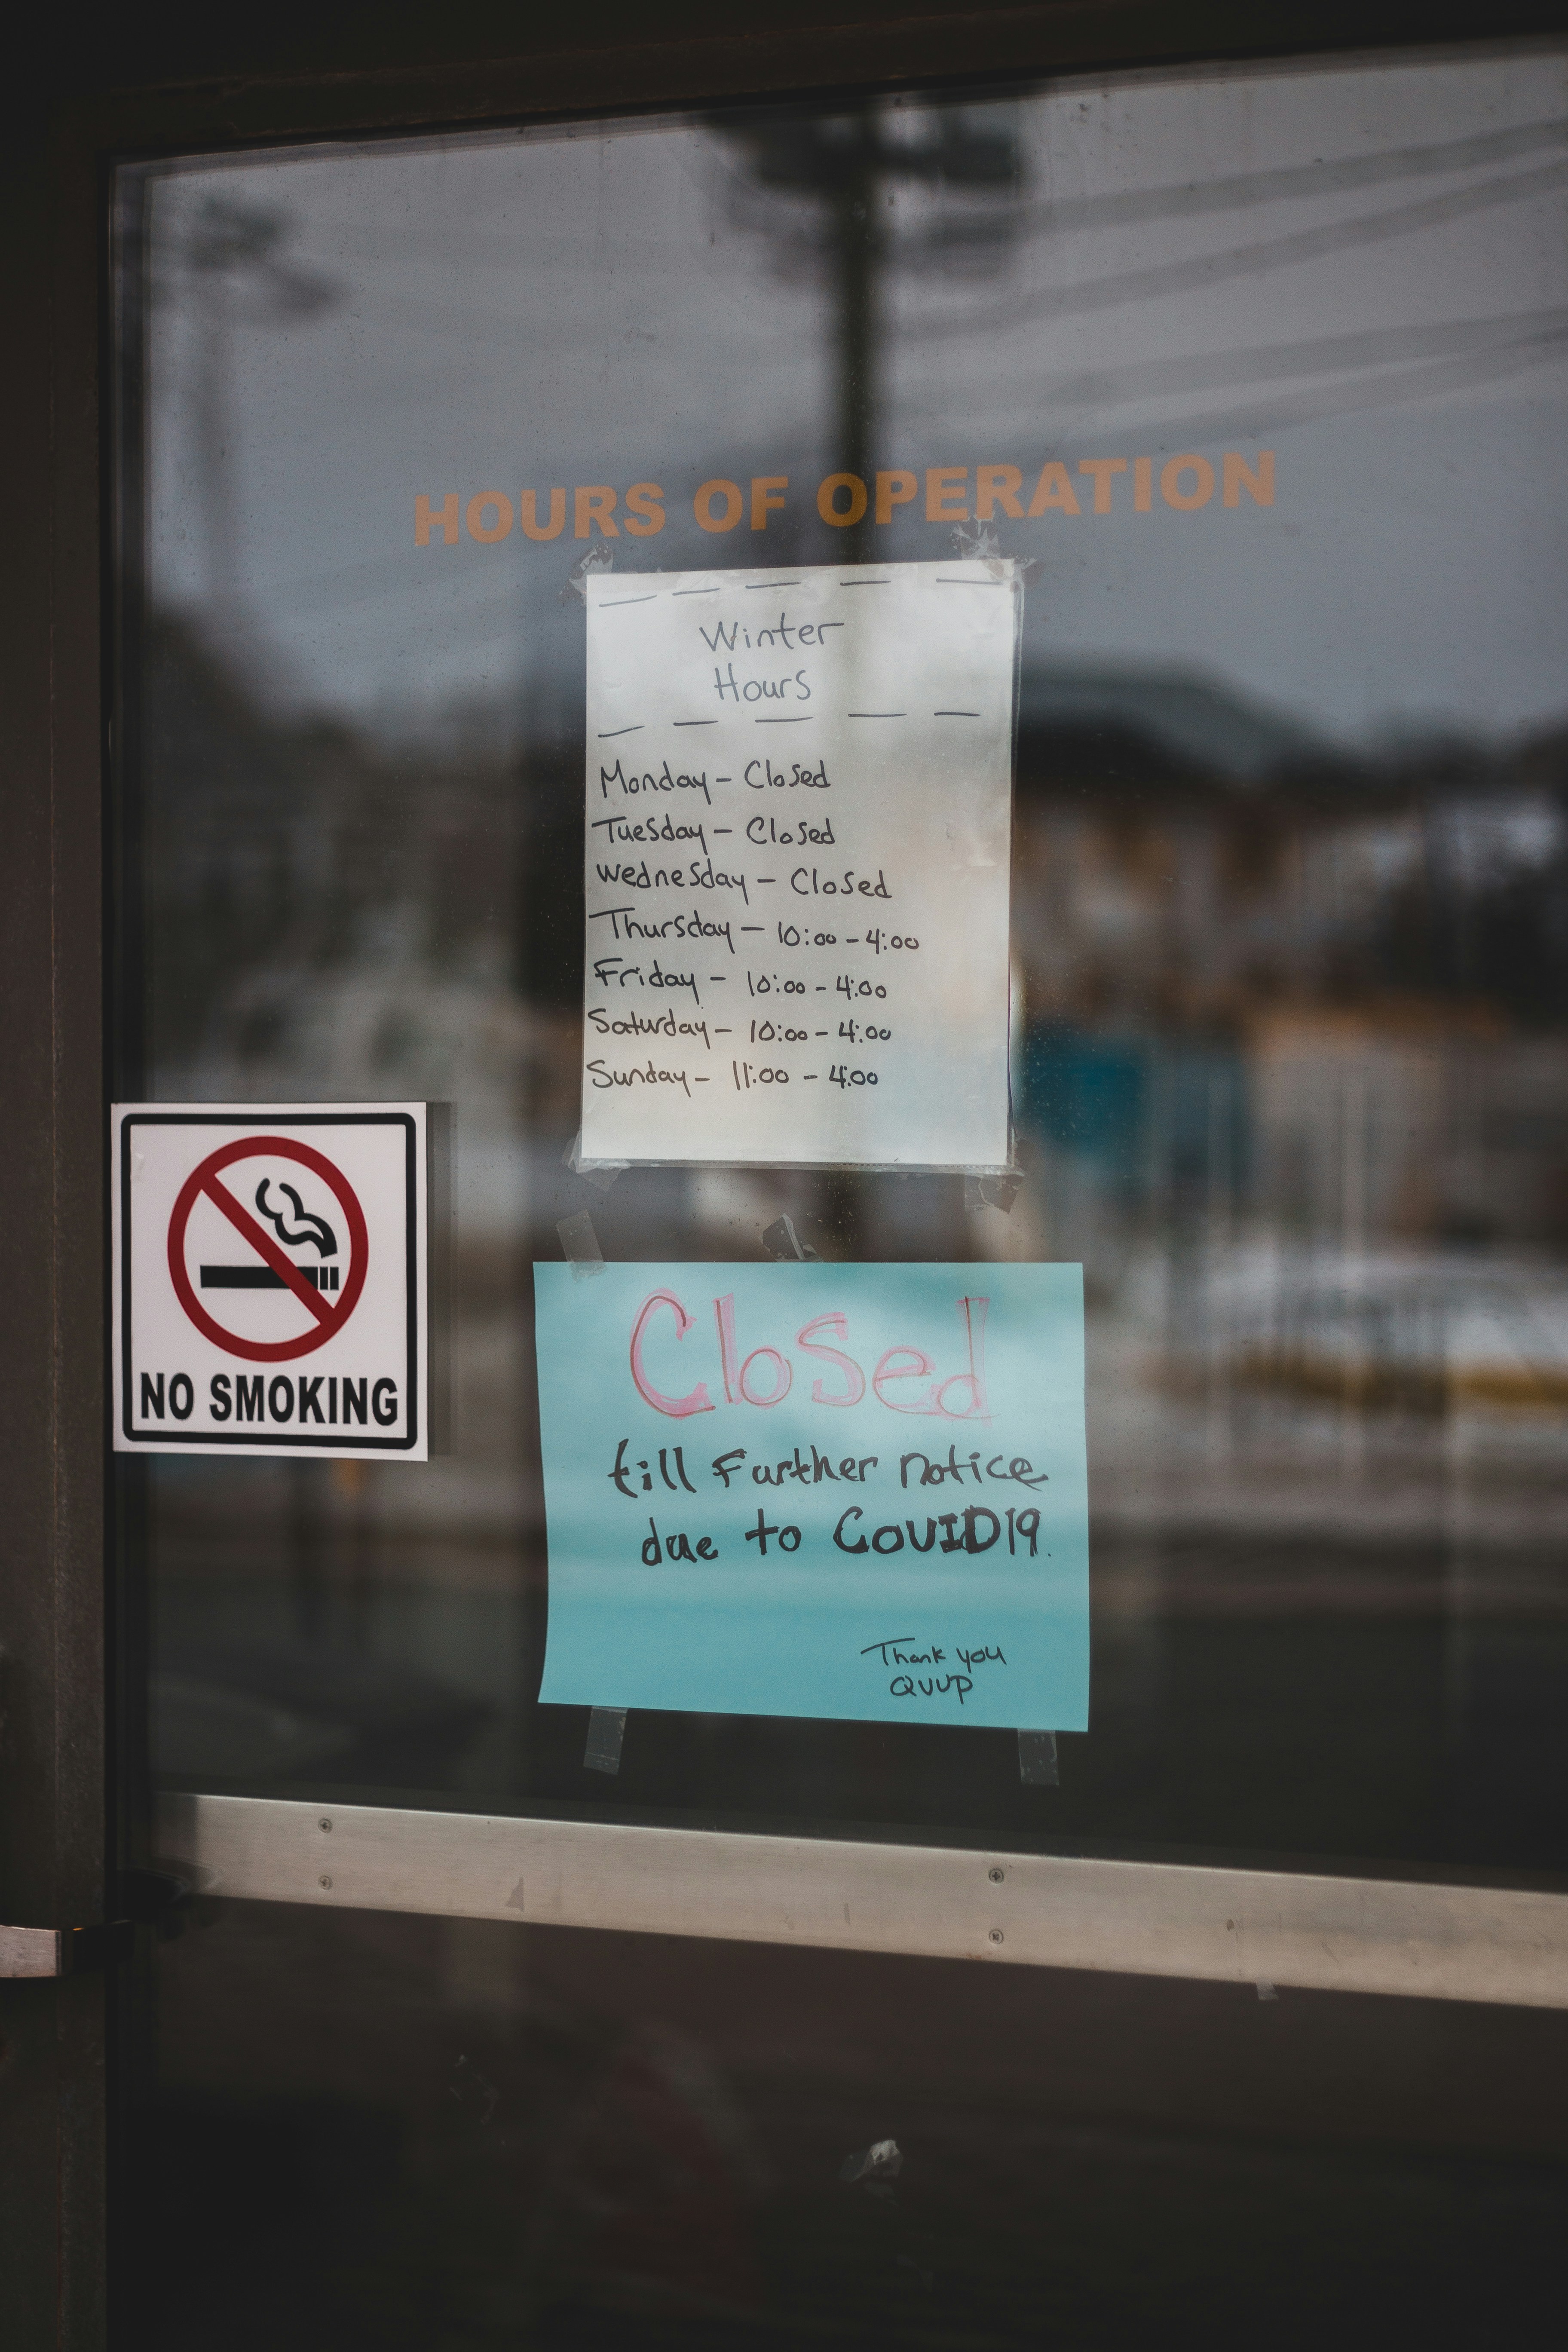 HOURS OF OPERATION
Winter
Hours
Monday - Closed
Tuesday - Closed
Wednesday - Closed
Thursday - 10:00 - 4:00
Friday - 10:00 - 4:00
Saturday - 10:00 - 4:00
Sunday - 11:00 - 4:00
NO SMOKING
Closed
till Further notice
due to COVID19.
Thank you
QVVP